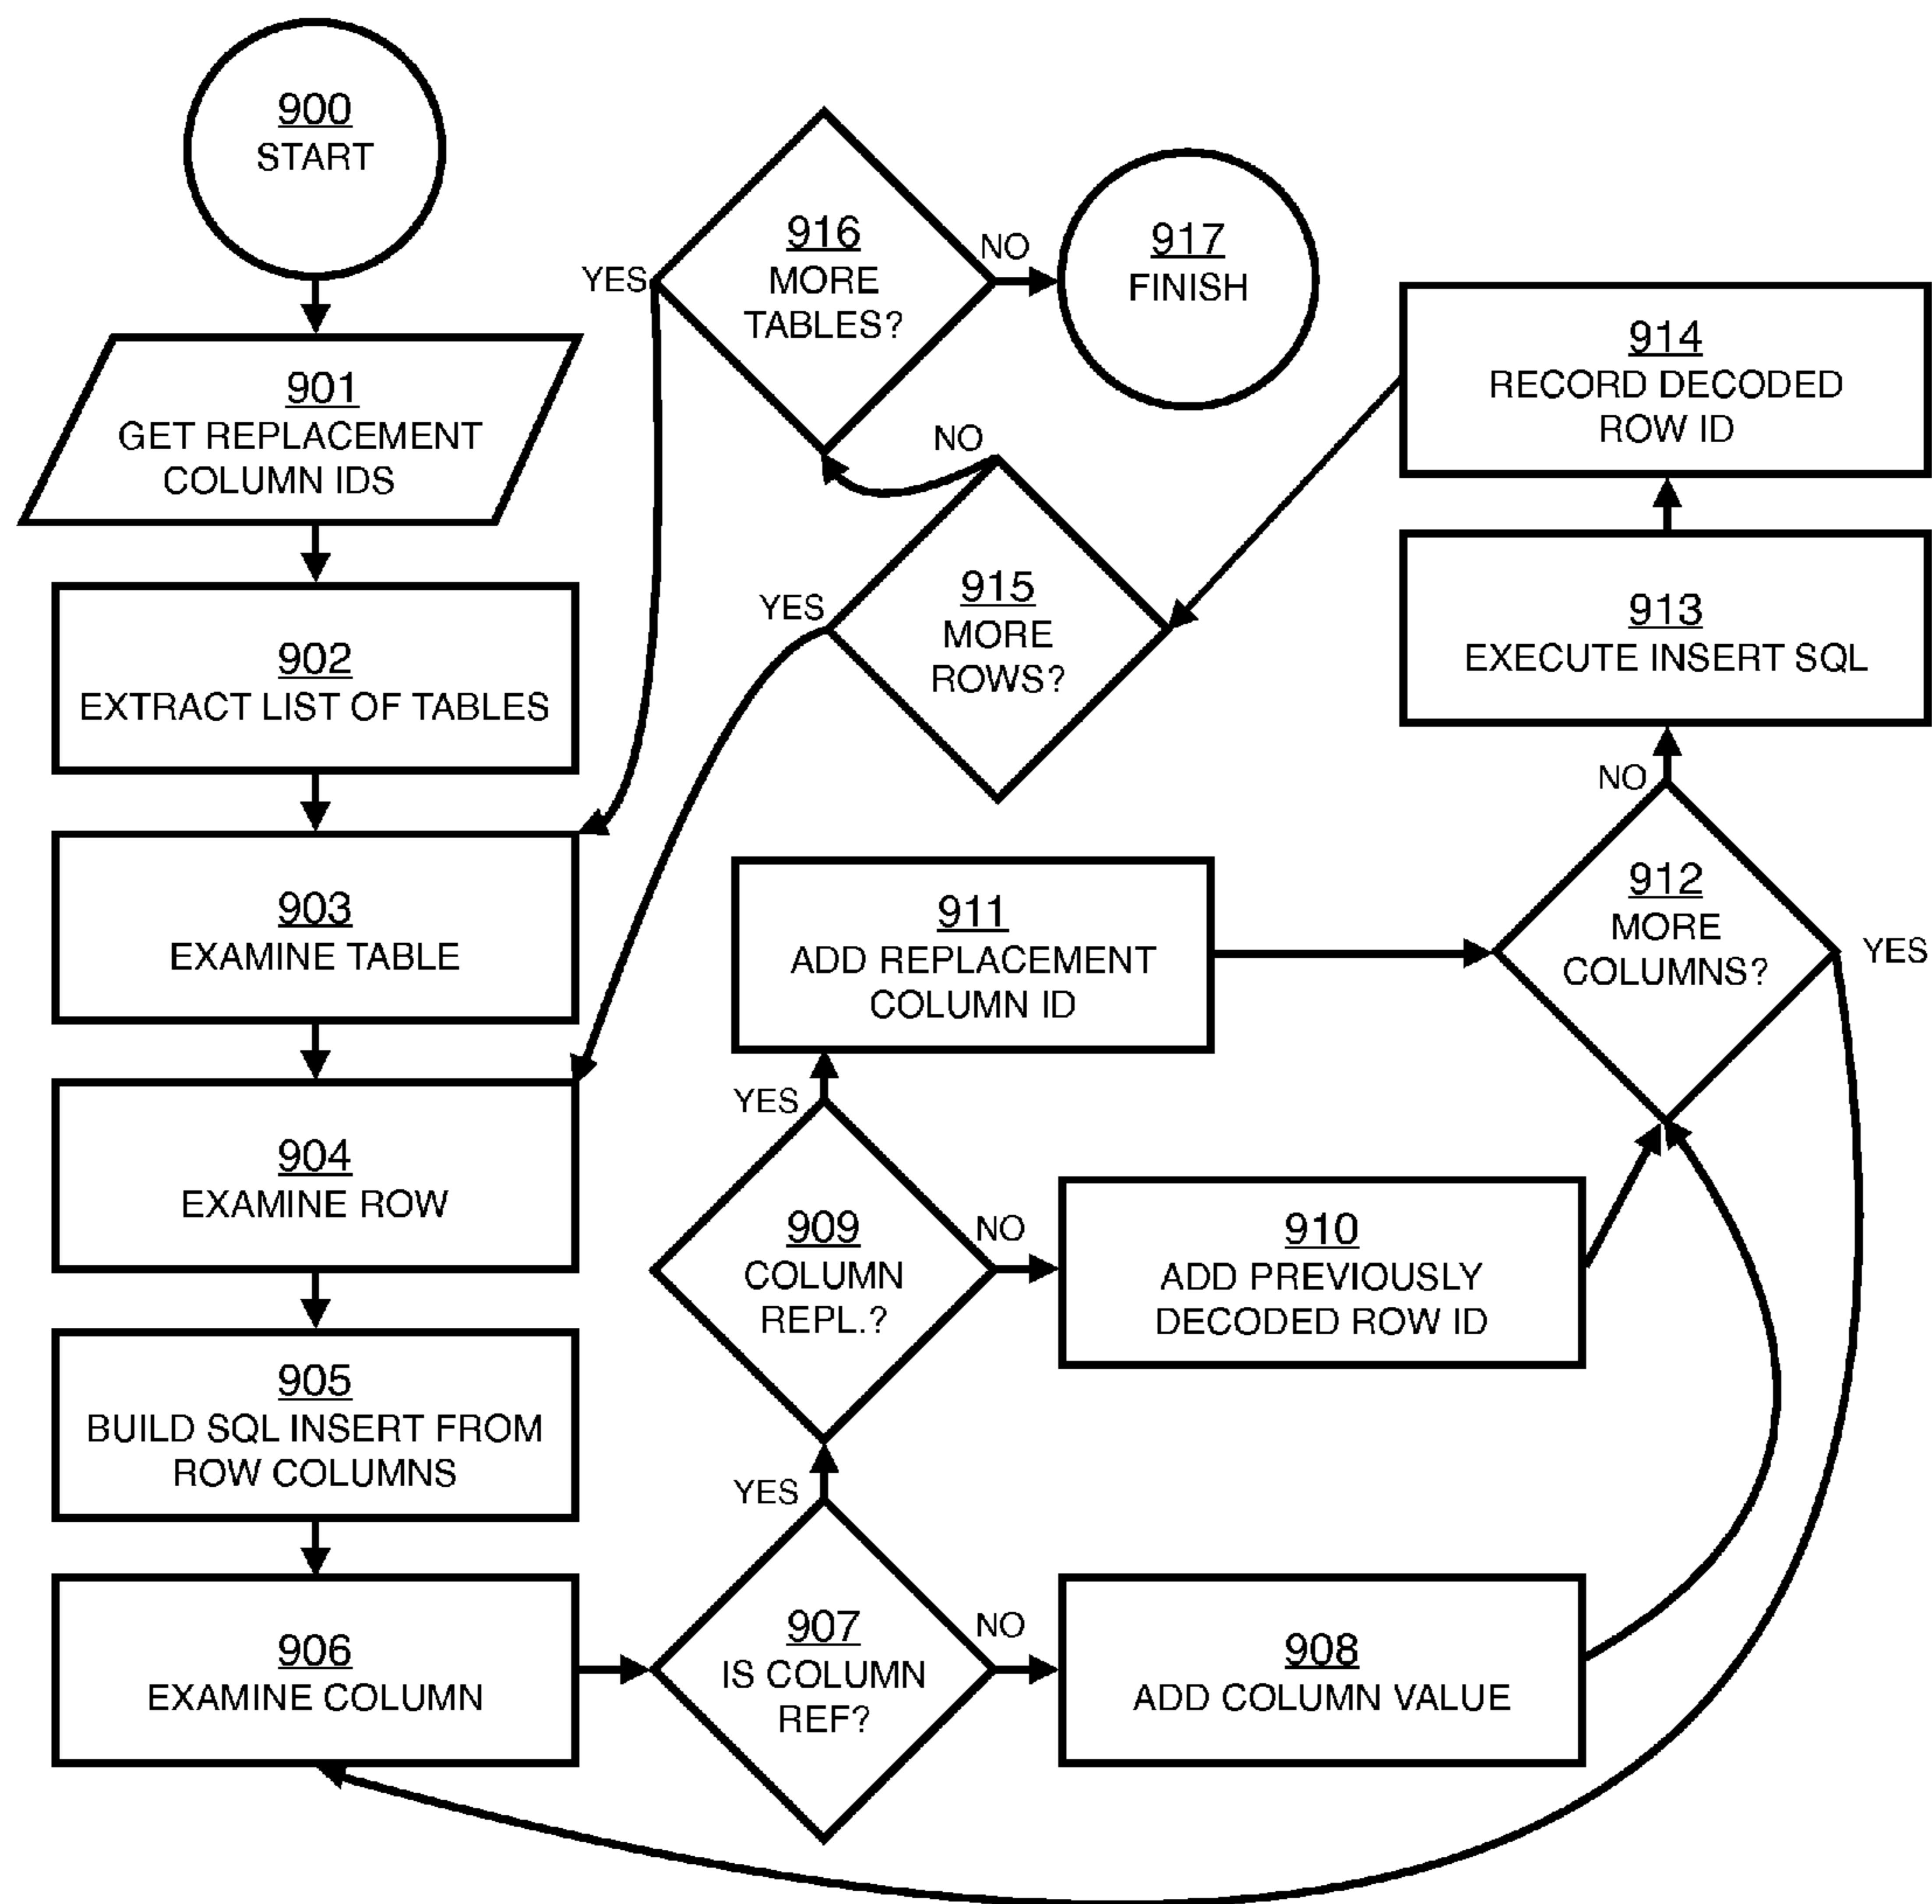 900
START
901
GET REPLACEMENT
COLUMN IDS
902
EXTRACT LIST OF TABLES
903
EXAMINE TABLE
904
EXAMINE ROW
905
BUILD SQL INSERT FROM
ROW COLUMNS
906
EXAMINE COLUMN
907
IS COLUMN
REF?
NO
YES
908
ADD COLUMN VALUE
909
COLUMN
REPL.?
NO
YES
910
ADD PREVIOUSLY
DECODED ROW ID
911
ADD REPLACEMENT
COLUMN ID
912
MORE
COLUMNS?
YES
NO
913
EXECUTE INSERT SQL
914
RECORD DECODED
ROW ID
915
MORE
ROWS?
YES
NO
916
MORE
TABLES?
YES
NO
917
FINISH